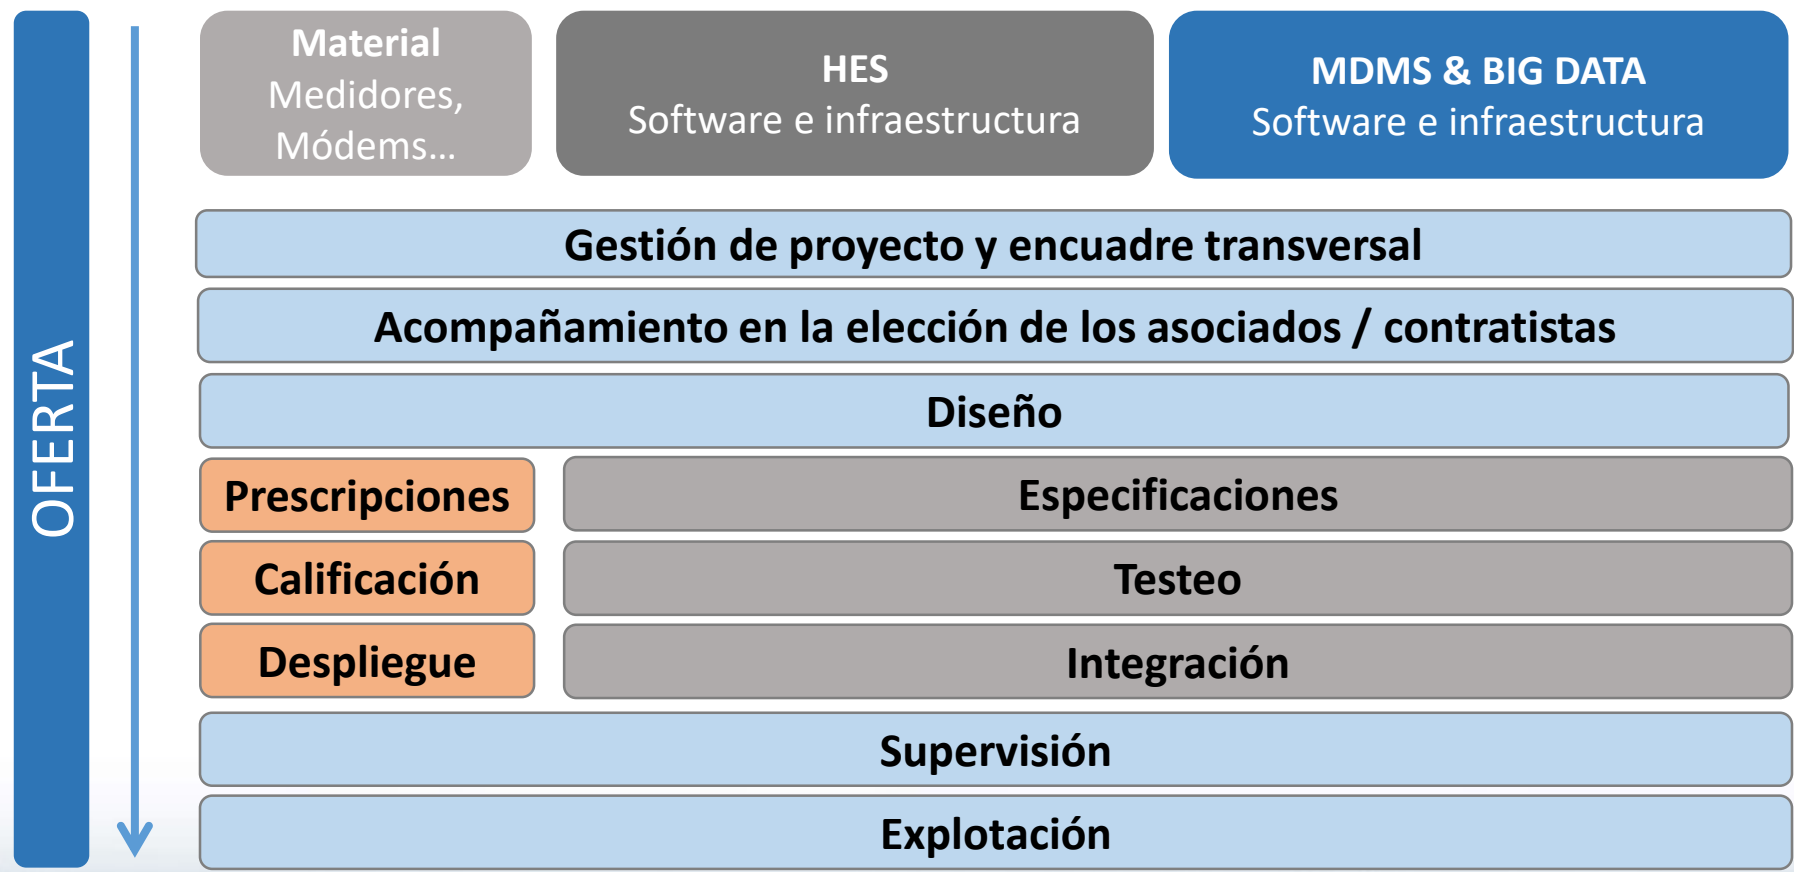 OFERTA
Material
Medidores,
Módems...
HES
Software e infraestructura
MDMS & BIG DATA
Software e infraestructura
Gestión de proyecto y encuadre transversal
Acompañamiento en la elección de los asociados / contratistas
Diseño
Prescripciones
Especificaciones
Calificación
Testeo
Despliegue
Integración
Supervisión
Explotación